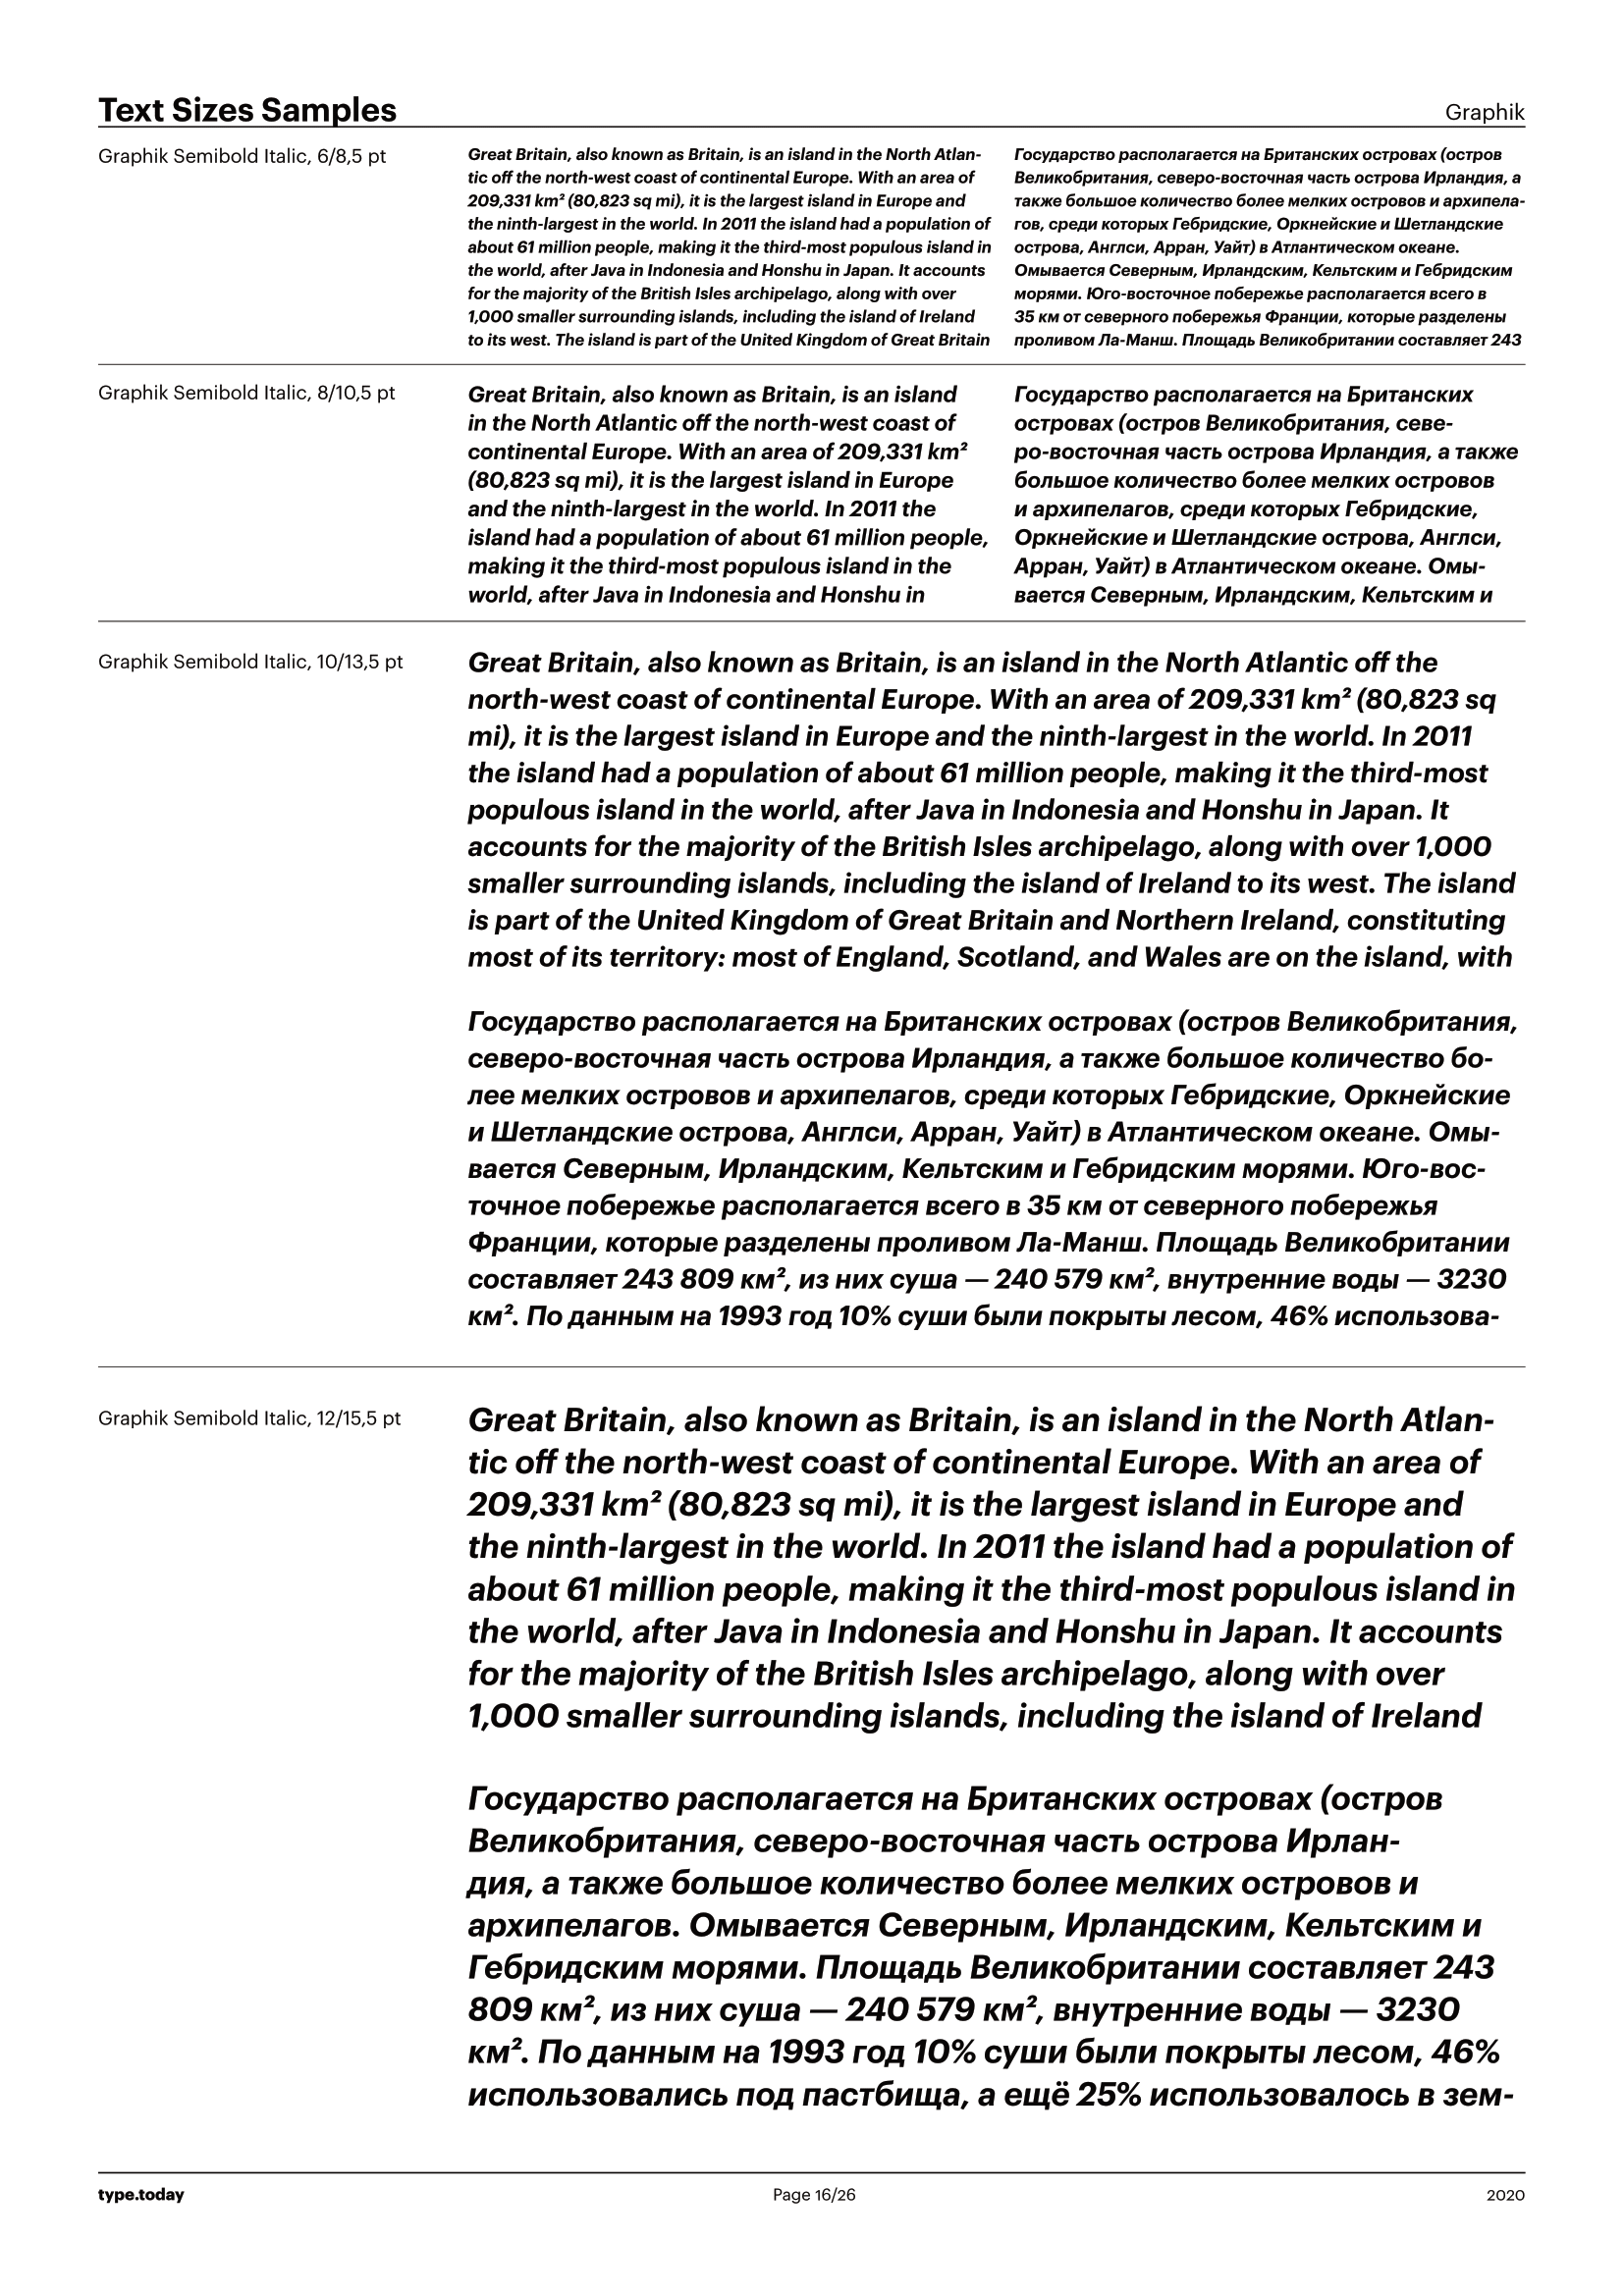 Text Sizes Samples
Graphik
Graphik Semibold Italic, 6/8,5 pt
Great Britain, also known as Britain, is an island in the North Atlan-
tic off the north-west coast of continental Europe. With an area of
209,331 km² (80,823 sq mi), it is the largest island in Europe and
the ninth-largest in the world. In 2011 the island had a population of
about 61 million people, making it the third-most populous island in
the world, after Java in Indonesia and Honshu in Japan. It accounts
for the majority of the British Isles archipelago, along with over
1,000 smaller surrounding islands, including the island of Ireland
to its west. The island is part of the United Kingdom of Great Britain
Государство располагается на Британских островах (остров
Великобритания, северо-восточная часть острова Ирландия, а
также большое количество более мелких островов и архипела-
гов, среди которых Гебридские, Оркнейские и Шетландские
острова, Англси, Арран, Уайт) в Атлантическом океане.
Омывается Северным, Ирландским, Кельтским и Гебридским
морями. Юго-восточное побережье располагается всего в
35 км от северного побережья Франции, которые разделены
проливом Ла-Манш. Площадь Великобритании составляет 243
Graphik Semibold Italic, 8/10,5 pt
Great Britain, also known as Britain, is an island
in the North Atlantic off the north-west coast of
continental Europe. With an area of 209,331 km²
(80,823 sq mi), it is the largest island in Europe
and the ninth-largest in the world. In 2011 the
island had a population of about 61 million people,
making it the third-most populous island in the
world, after Java in Indonesia and Honshu in
Государство располагается на Британских
островах (остров Великобритания, севе-
ро-восточная часть острова Ирландия, а также
большое количество более мелких островов
и архипелагов, среди которых Гебридские,
Оркнейские и Шетландские острова, Англси,
Арран, Уайт) в Атлантическом океане. Омы-
вается Северным, Ирландским, Кельтским и
Graphik Semibold Italic, 10/13,5 pt
Great Britain, also known as Britain, is an island in the North Atlantic off the
north-west coast of continental Europe. With an area of 209,331 km² (80,823 sq
mi), it is the largest island in Europe and the ninth-largest in the world. In 2011
the island had a population of about 61 million people, making it the third-most
populous island in the world, after Java in Indonesia and Honshu in Japan. It
accounts for the majority of the British Isles archipelago, along with over 1,000
smaller surrounding islands, including the island of Ireland to its west. The island
is part of the United Kingdom of Great Britain and Northern Ireland, constituting
most of its territory: most of England, Scotland, and Wales are on the island, with
Государство располагается на Британских островах (остров Великобритания,
северо-восточная часть острова Ирландия, а также большое количество бо-
лее мелких островов и архипелагов, среди которых Гебридские, Оркнейские
и Шетландские острова, Англси, Арран, Уайт) в Атлантическом океане. Омы-
вается Северным, Ирландским, Кельтским и Гебридским морями. Юго-вос-
точное побережье располагается всего в 35 км от северного побережья
Франции, которые разделены проливом Ла-Манш. Площадь Великобритании
составляет 243 809 км², из них суша — 240 579 км², внутренние воды — 3230
км². По данным на 1993 год 10% суши были покрыты лесом, 46% использова-
Graphik Semibold Italic, 12/15,5 pt
Great Britain, also known as Britain, is an island in the North Atlan-
tic off the north-west coast of continental Europe. With an area of
209,331 km² (80,823 sq mi), it is the largest island in Europe and
the ninth-largest in the world. In 2011 the island had a population of
about 61 million people, making it the third-most populous island in
the world, after Java in Indonesia and Honshu in Japan. It accounts
for the majority of the British Isles archipelago, along with over
1,000 smaller surrounding islands, including the island of Ireland
Государство располагается на Британских островах (остров
Великобритания, северо-восточная часть острова Ирлан-
дия, а также большое количество более мелких островов и
архипелагов. Омывается Северным, Ирландским, Кельтским и
Гебридским морями. Площадь Великобритании составляет 243
809 км², из них суша — 240 579 км², внутренние воды — 3230
км². По данным на 1993 год 10% суши были покрыты лесом, 46%
использовались под пастбища, а ещё 25% использовалось в зем-
type.today
Page 16/26
2020